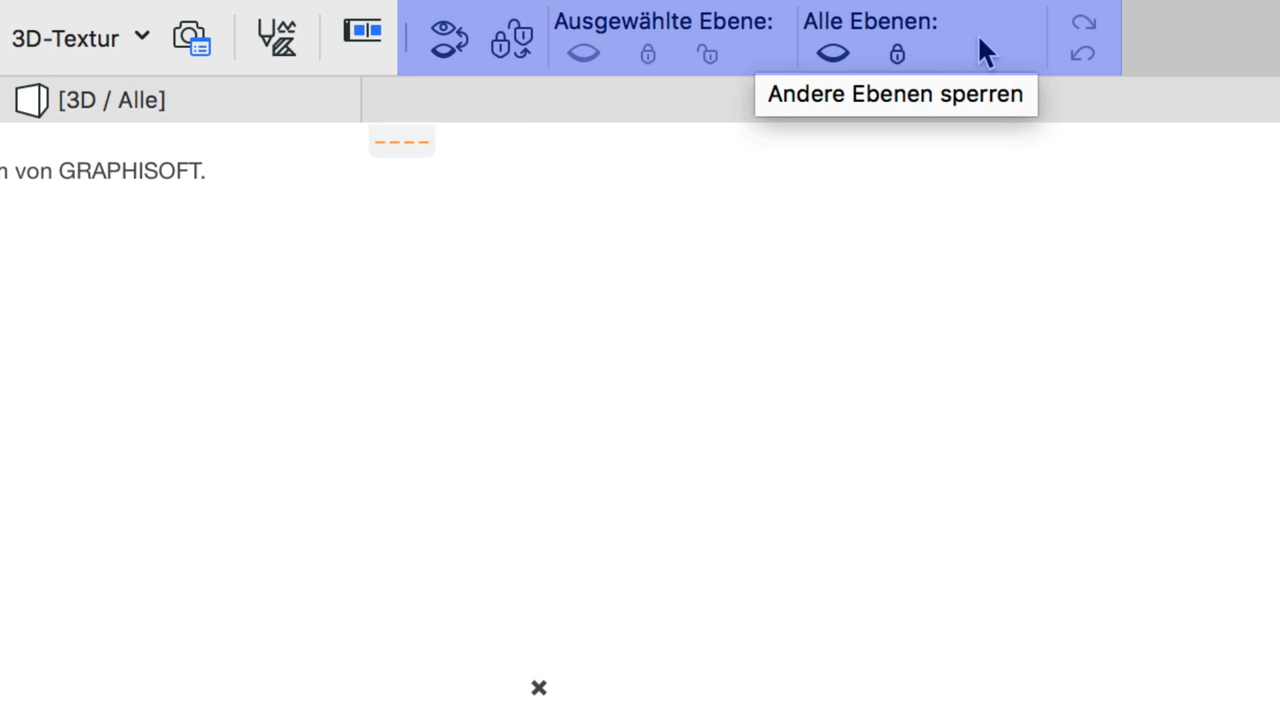 3D-Textur
Ausgewählte Ebene:
Alle Ebenen:
Andere Ebenen sperren
[3D / Alle]
von GRAPHISOFT.